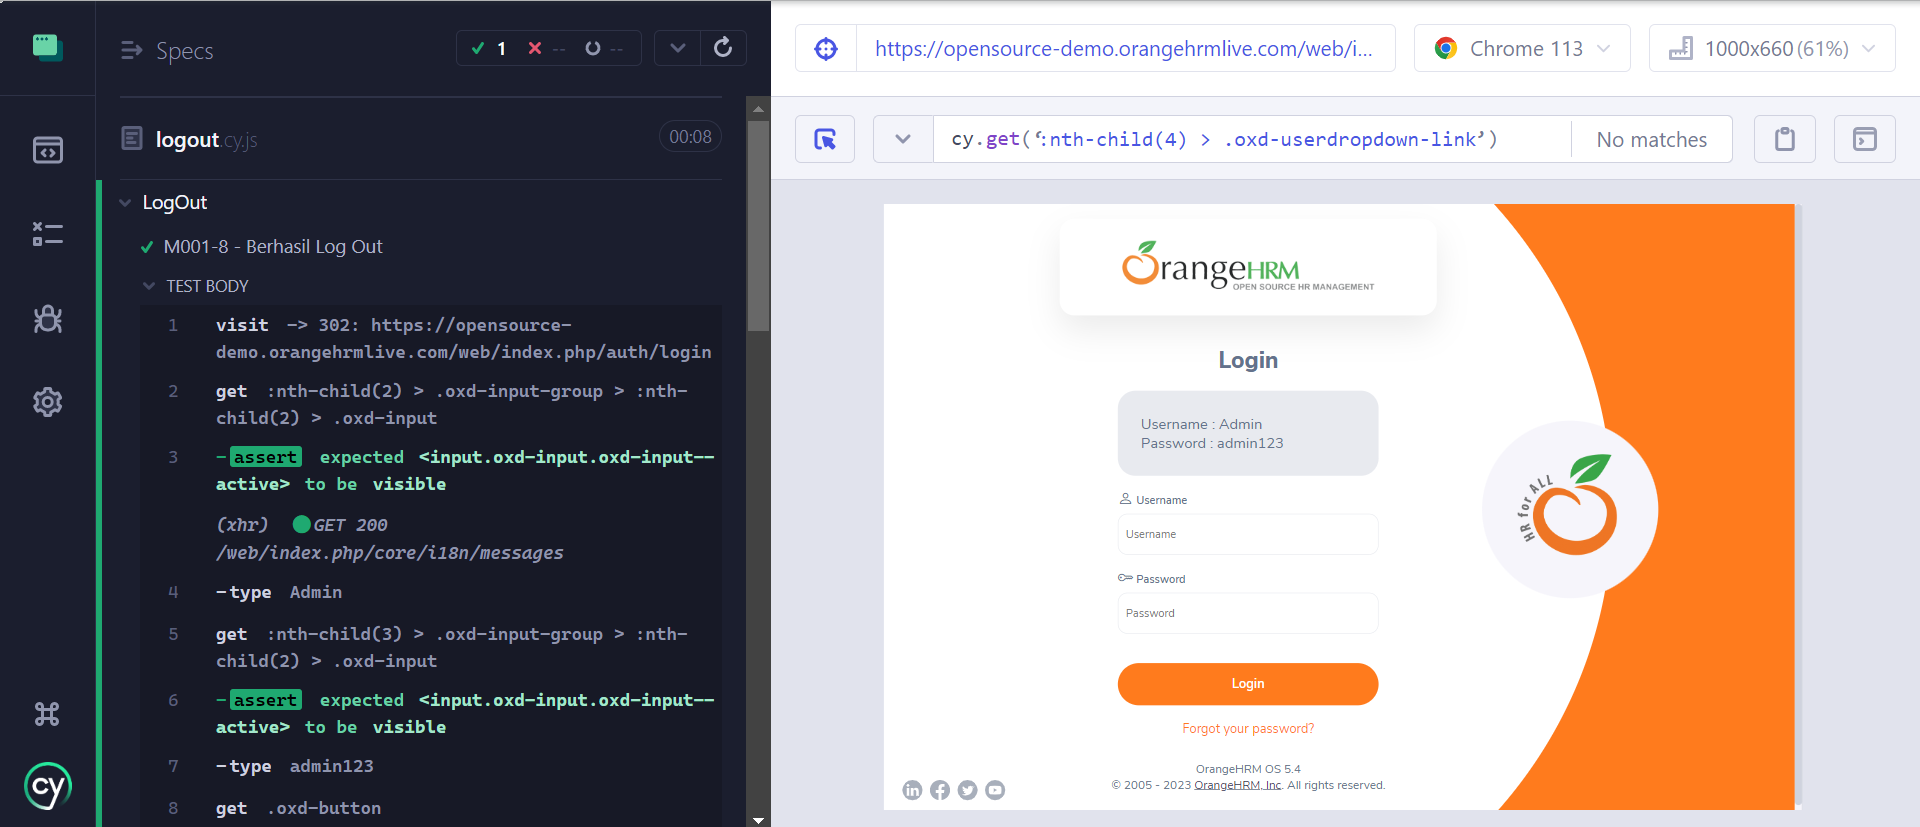 Specs
1 -- --
logout.cy.js
00:08
LogOut
M001-8 - Berhasil Log Out
TEST BODY
1 visit -> 302: https://opensource-
demo.orangehrmlive.com/web/index.php/auth/login
2 get :nth-child(2) > .oxd-input-group > :nth-
child(2) > .oxd-input
3 -assert expected <input.oxd-input.oxd-input--
active> to be visible
(xhr) GET 200
/web/index.php/core/i18n/messages
4 -type Admin
5 get :nth-child(3) > .oxd-input-group > :nth-
child(2) > .oxd-input
6 -assert expected <input.oxd-input.oxd-input--
active> to be visible
7 -type admin123
8 get .oxd-button
cy
https://opensource-demo.orangehrmlive.com/web/i...
Chrome 113
1000x660 (61%)
cy.get(‘:nth-child(4) > .oxd-userdropdown-link’)
No matches
OrangeHRM
OPEN SOURCE HR MANAGEMENT
Login
Username : Admin
Password : admin123
Username
Username
Password
Password
Login
Forgot your password?
OrangeHRM OS 5.4
© 2005 - 2023 OrangeHRM, Inc. All rights reserved.
HR for ALL